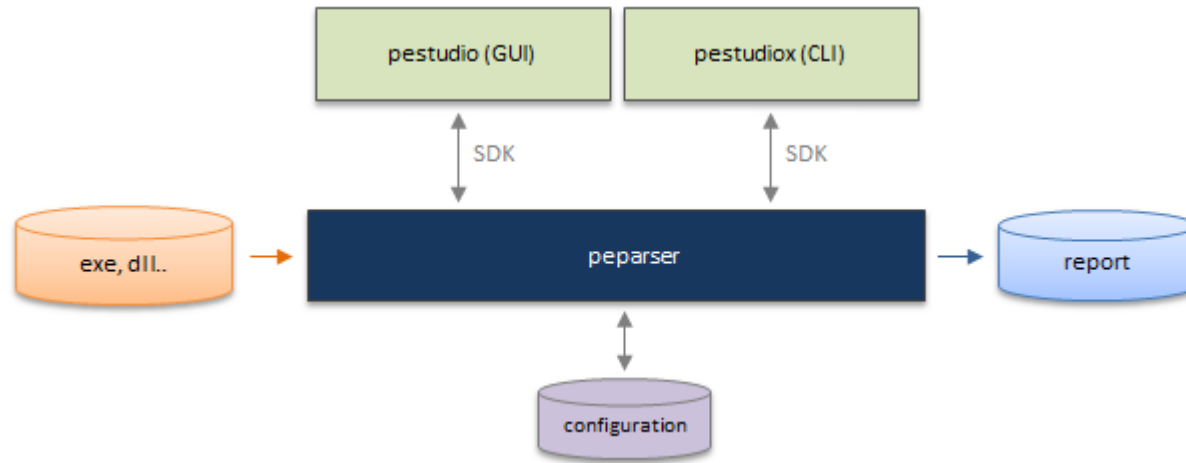 pestudio (GUI)
pestudiox (CLI)
SDK
SDK
exe, dll..
peparser
report
configuration